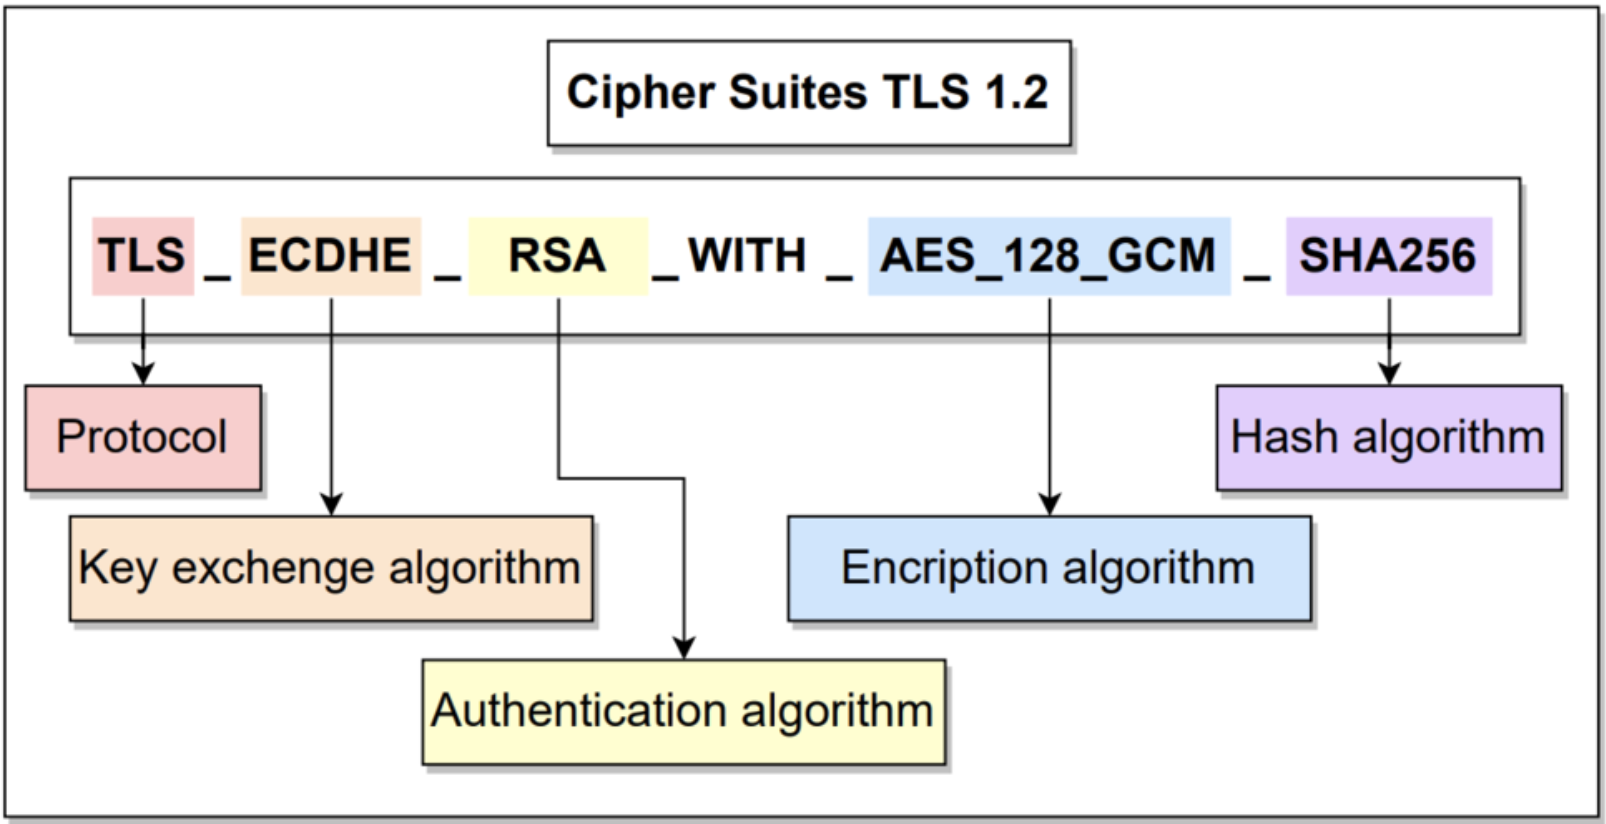 Cipher Suites TLS 1.2
TLS _ ECDHE _ RSA _ WITH _ AES_128_GCM _ SHA256
Protocol
Hash algorithm
Key exchenge algorithm
Encription algorithm
Authentication algorithm